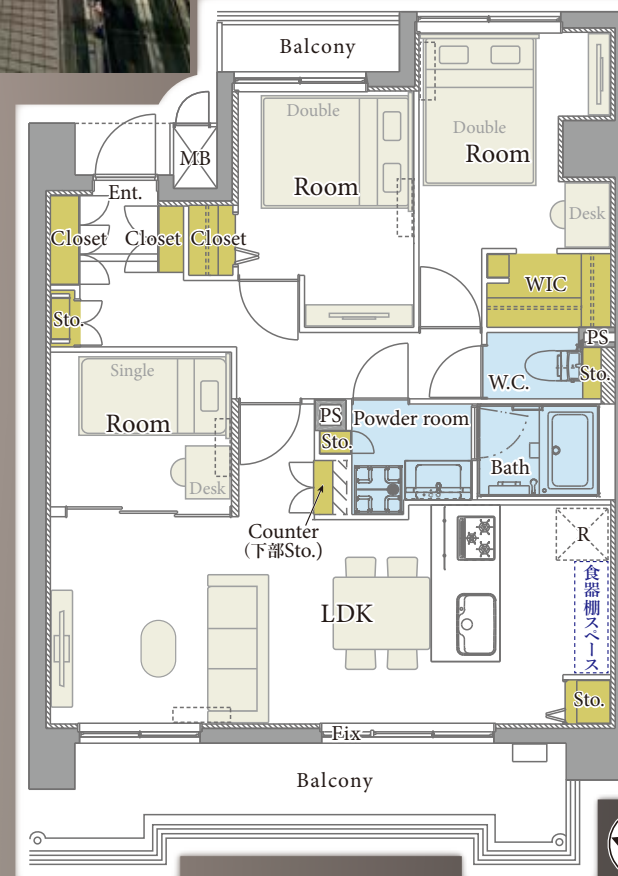 Balcony
Double
Double
Room
MB
Room
Ent.
Desk
Closet
Closet
Closet
WIC
Sto.
PS
Single
W.C.
Sto.
Room
PS
Powder room
Sto.
Bath
Desk
Counter
(下部Sto.)
R
食器棚スペース
LDK
Sto.
Fix
Balcony